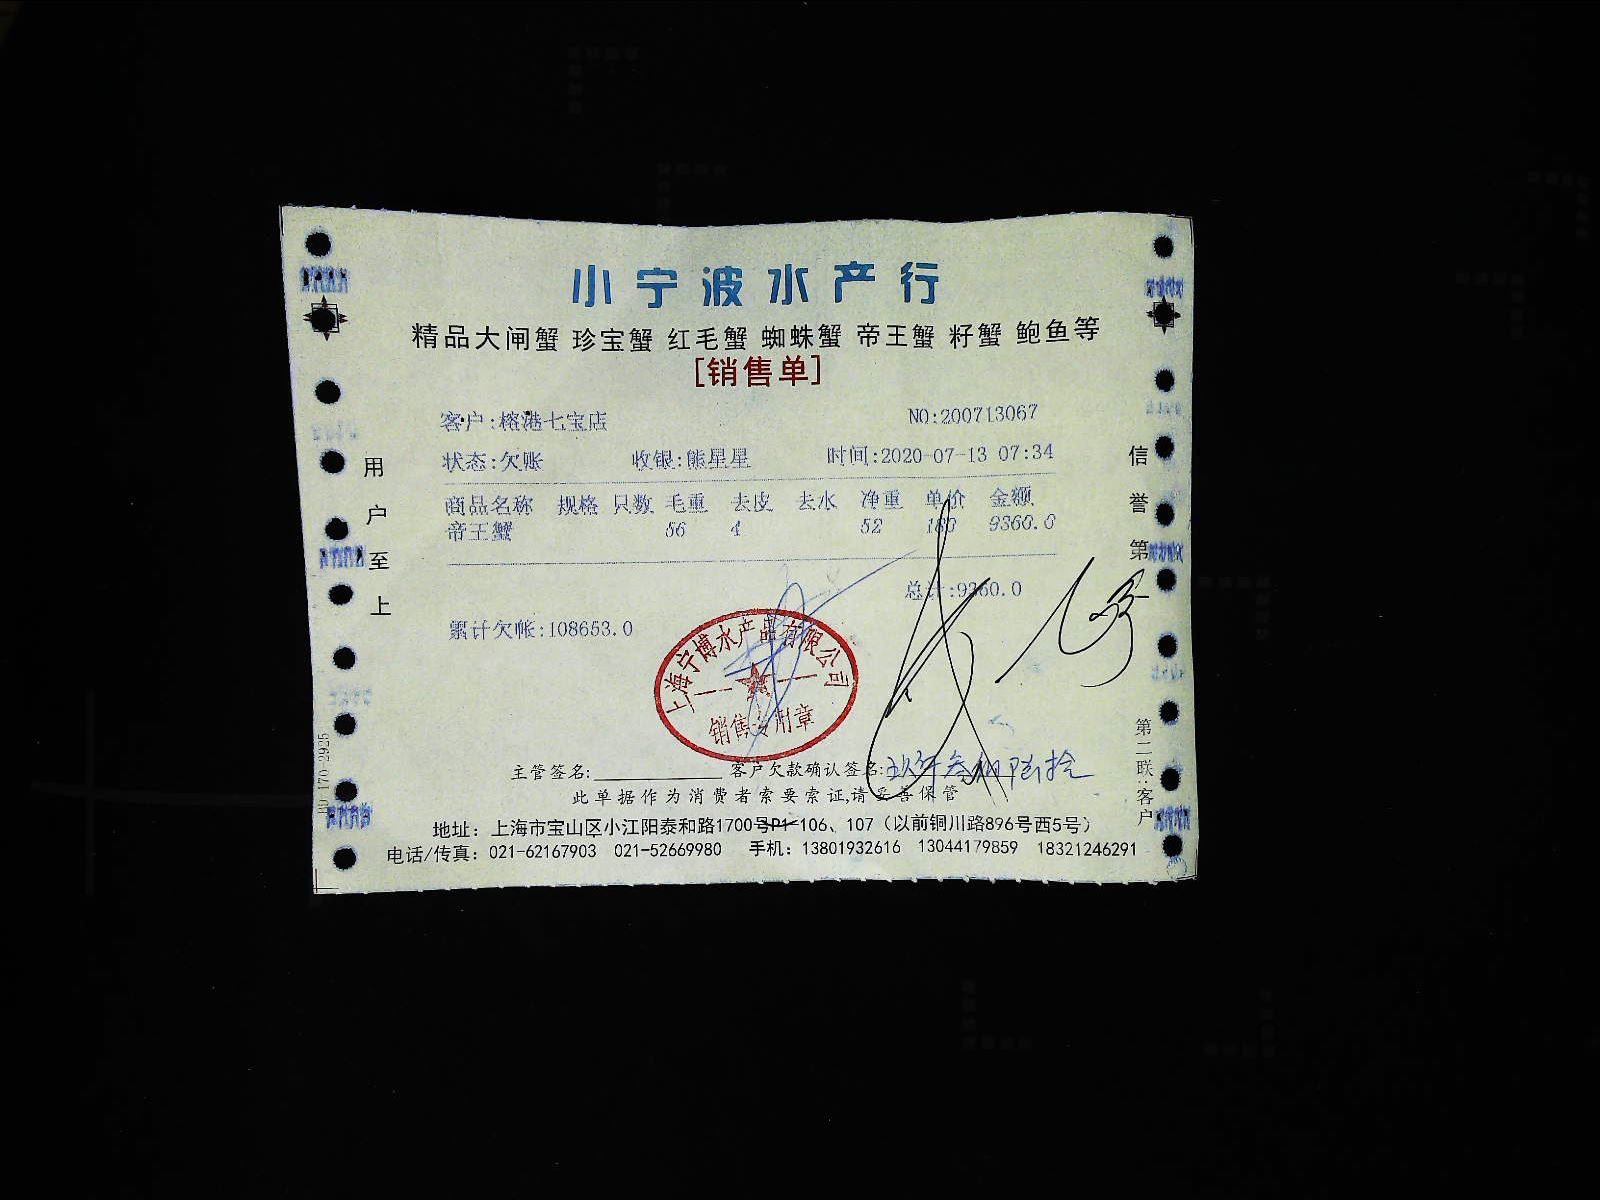 小宁波水产行
精品大闸蟹 珍宝蟹 红毛蟹 蜘蛛蟹 帝王蟹 籽蟹 鲍鱼等
[销售单]
客户:榕港七宝店 NO:200713067
状态:欠账 收银:熊星星 时间:2020-07-13 07:34
商品名称 规格 只数 毛重 去皮 去水 净重 单价 金额
帝王蟹 56 4 52 180 9360.0
总计:9360.0
累计欠帐:108653.0
上海宁博水产品有限公司
销售专用章
主管签名: 客户欠款确认签名:玖仟叁佰陆拾
此单据作为消费者索要索证,请妥善保管
地址：上海市宝山区小江阳泰和路1700号P1-106、107（以前铜川路896号西5号）
电话/传真：021-62167903 021-52669980 手机：13801932616 13044179859 18321246291
用户至上
信誉第
第二联:客户